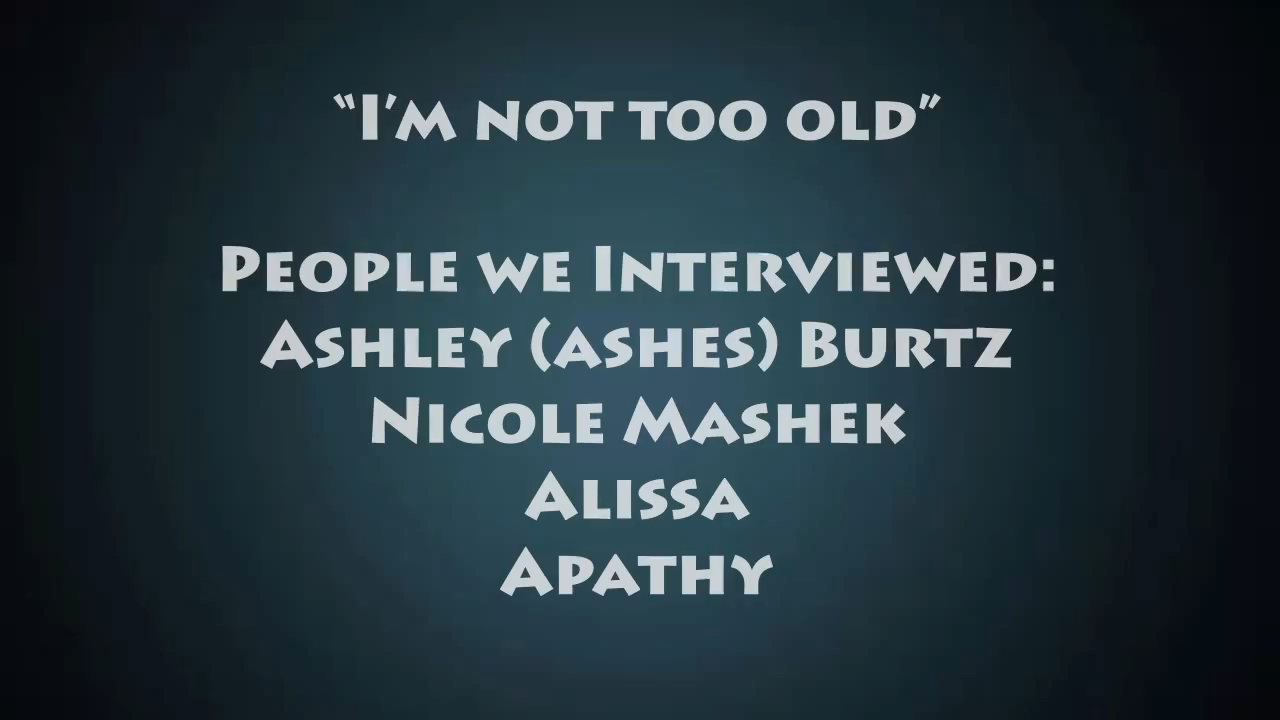 “I’m not too old”
People we Interviewed:
Ashley (ashes) Burtz
Nicole Mashek
Alissa
Apathy